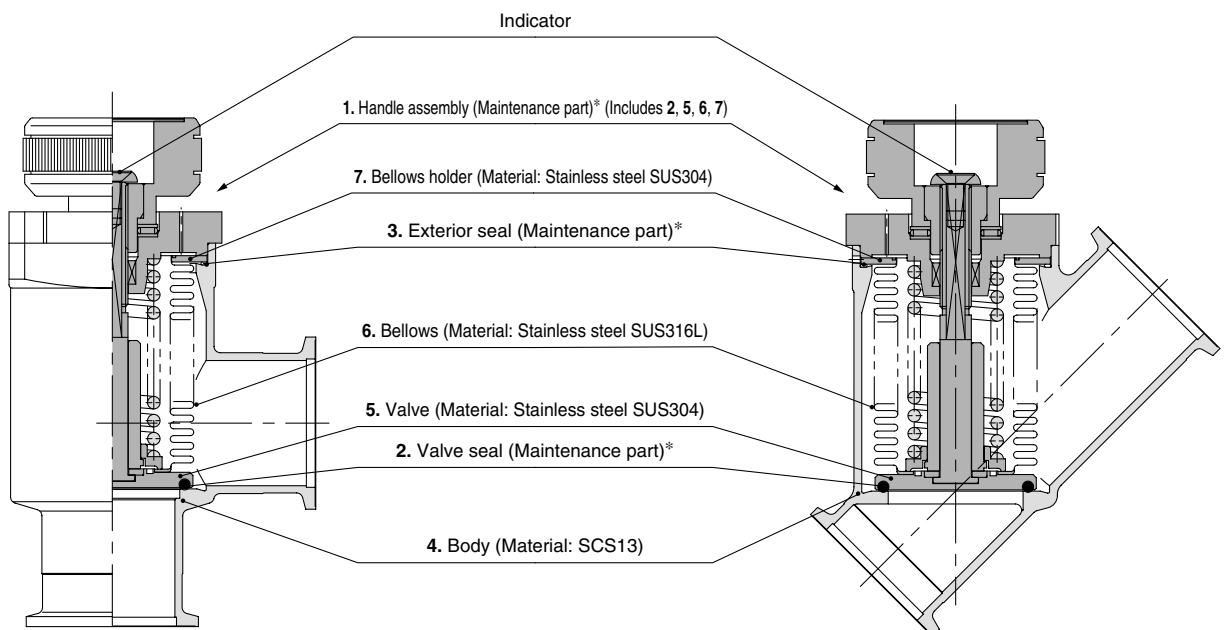 Indicator
1. Handle assembly (Maintenance part)* (Includes 2, 5, 6, 7)
7. Bellows holder (Material: Stainless steel SUS304)
3. Exterior seal (Maintenance part)*
6. Bellows (Material: Stainless steel SUS316L)
5. Valve (Material: Stainless steel SUS304)
2. Valve seal (Maintenance part)*
4. Body (Material: SCS13)